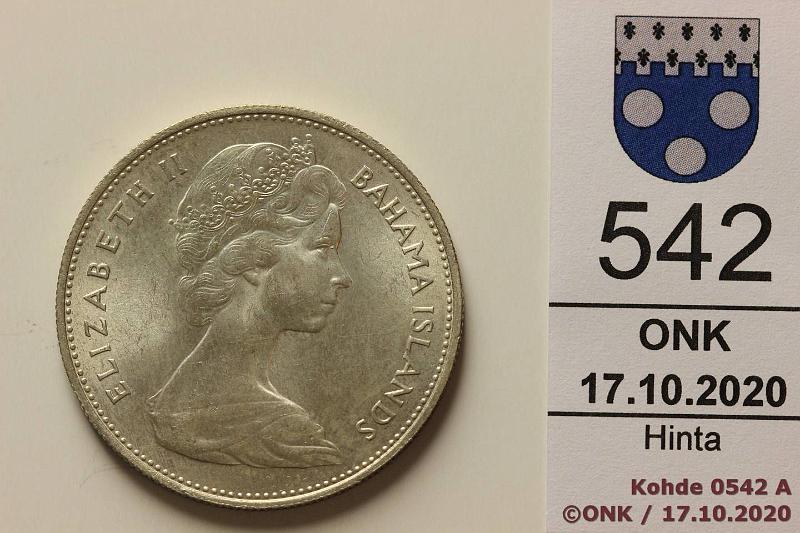 ELIZABETH II BAHAMA ISLANDS
542
ONK
17.10.2020
Hinta
Kohde 0542 A
©ONK / 17.10.2020